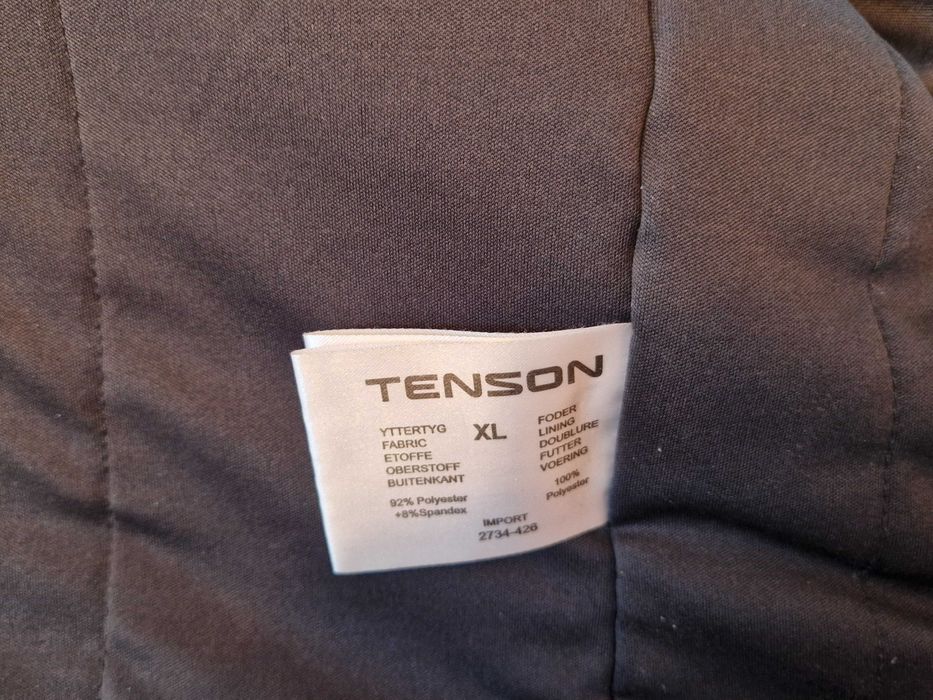 TENSON
YTTERTYG
FABRIC
ETOFFE
OBERSTOFF
BUITENKANT
92% Polyester
+8%Spandex
XL
FODER
LINING
DOUBLURE
FUTTER
VOERING
100%
Polyester
IMPORT
2734-426